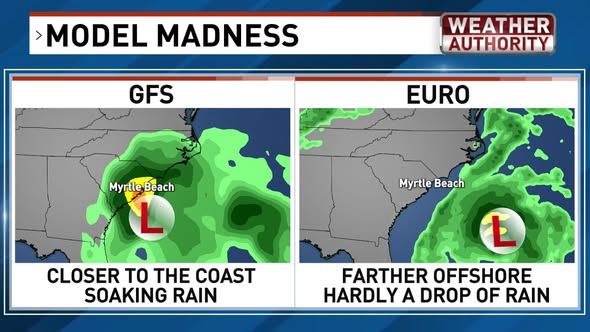 MODEL MADNESS
WEATHER
AUTHORITY
GFS
Myrtle Beach
L
CLOSER TO THE COAST
SOAKING RAIN
EURO
Myrtle Beach
L
FARTHER OFFSHORE
HARDLY A DROP OF RAIN